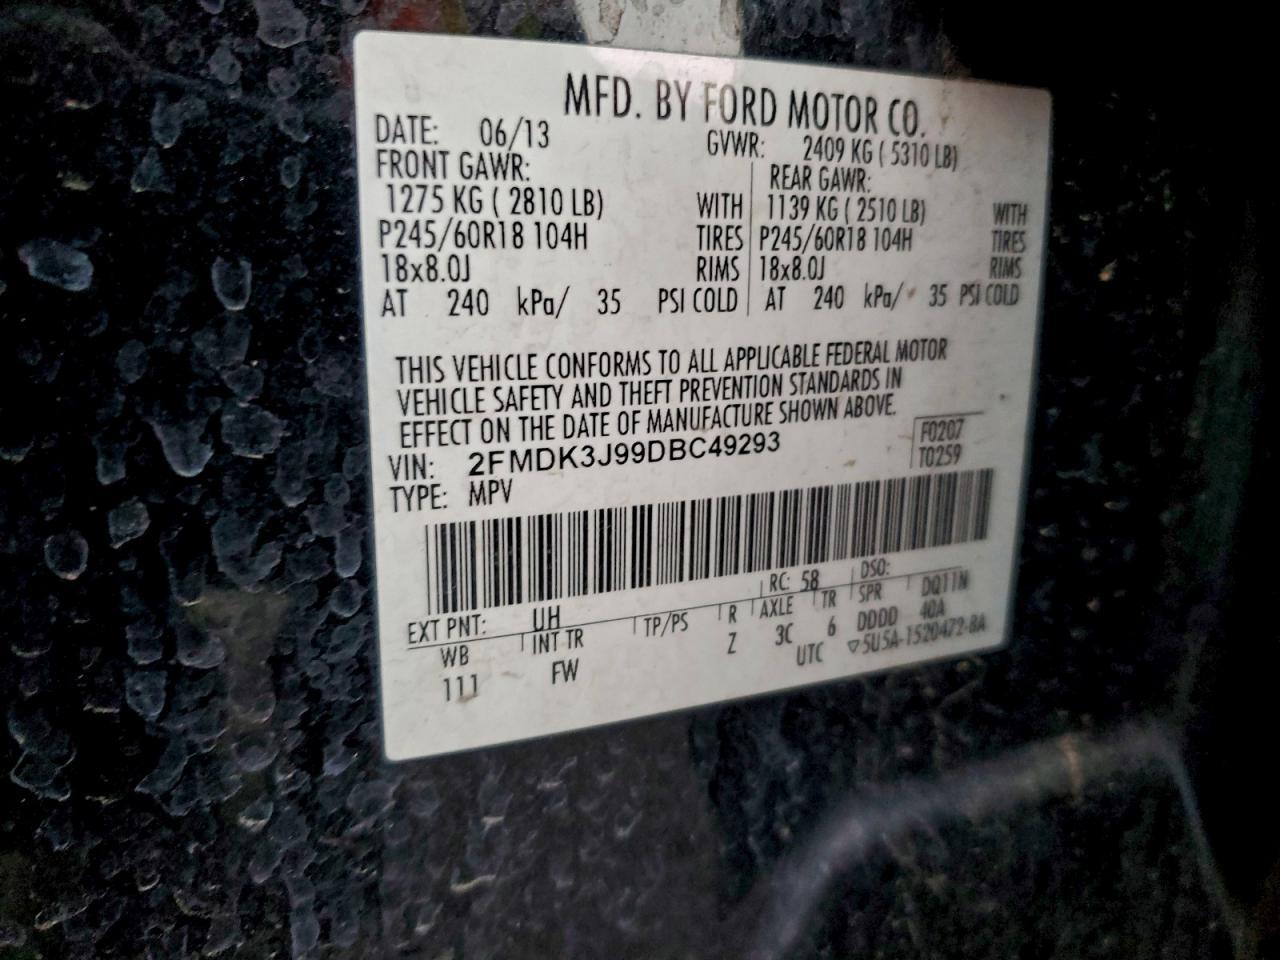 MFD. BY FORD MOTOR CO.
DATE: 06/13 GVWR: 2409 KG ( 5310 LB)
FRONT GAWR: REAR GAWR:
1275 KG ( 2810 LB) WITH 1139 KG ( 2510 LB) WITH
P245/60R18 104H TIRES P245/60R18 104H TIRES
18x8.0J RIMS 18x8.0J RIMS
AT 240 kPa/ 35 PSI COLD AT 240 kPa/ 35 PSI COLD
THIS VEHICLE CONFORMS TO ALL APPLICABLE FEDERAL MOTOR
VEHICLE SAFETY AND THEFT PREVENTION STANDARDS IN
EFFECT ON THE DATE OF MANUFACTURE SHOWN ABOVE.
VIN: 2FMDK3J99DBC49293 F0207
TYPE: MPV T0259
EXT PNT: UH RC: 58 DSO:
WB INT TR TP/PS R AXLE TR SPR DQ11N
111 FW Z 3C 6 DDDD 40A
UTC ▽5U5A-1520472-BA